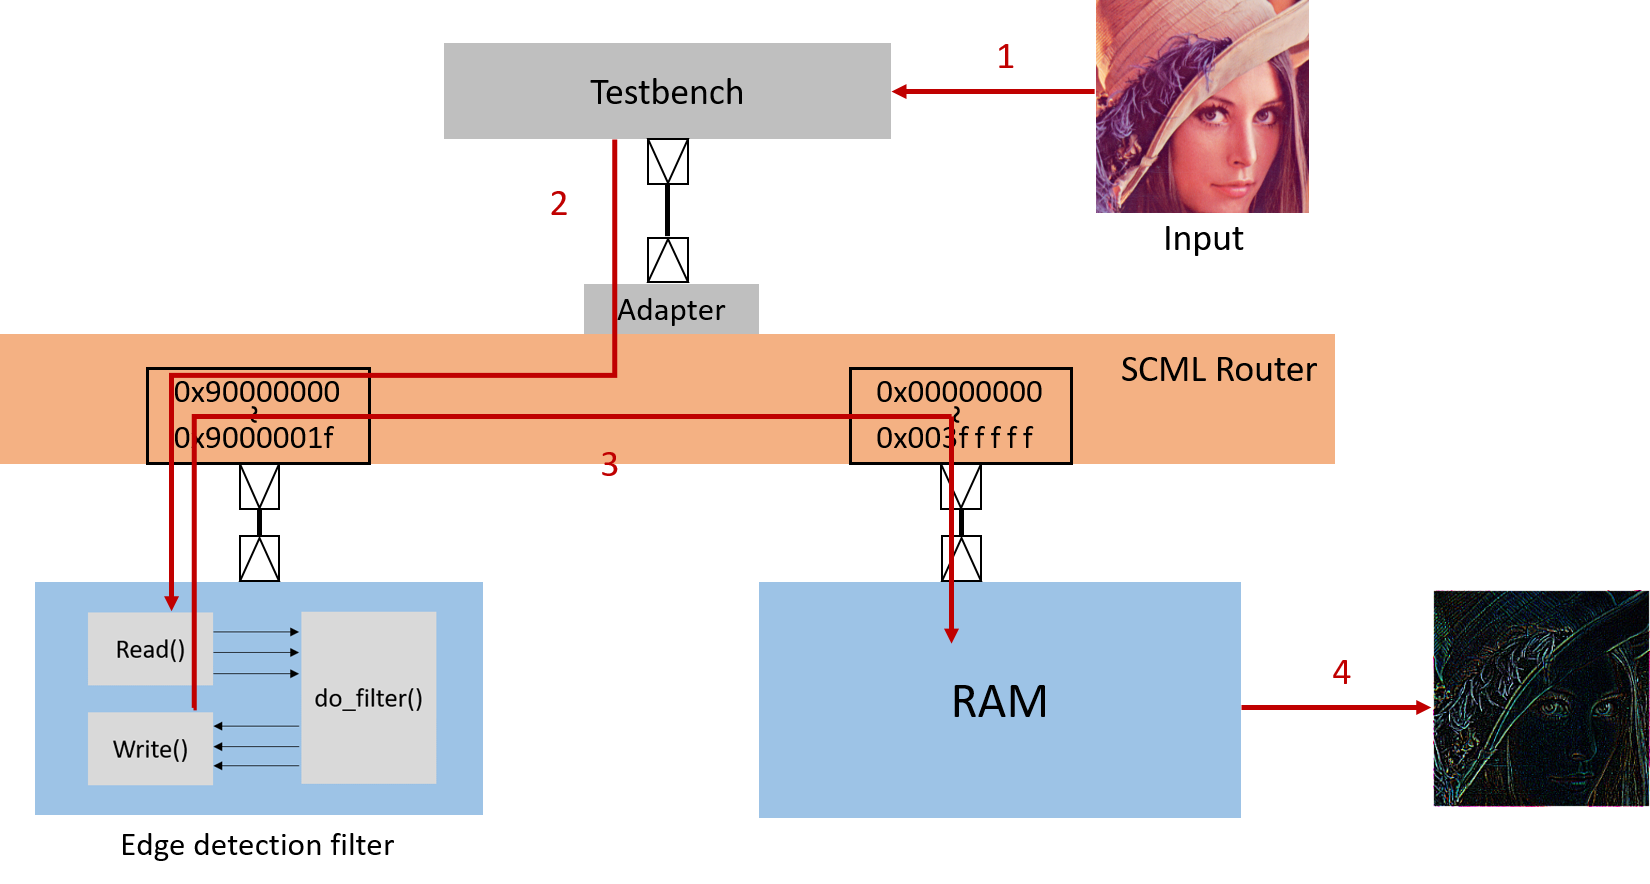 Testbench
1
Input
2
Adapter
SCML Router
0x90000000
~
0x9000001f
0x00000000
~
0x003fffff
3
Read()
do_filter()
Write()
RAM
4
Edge detection filter